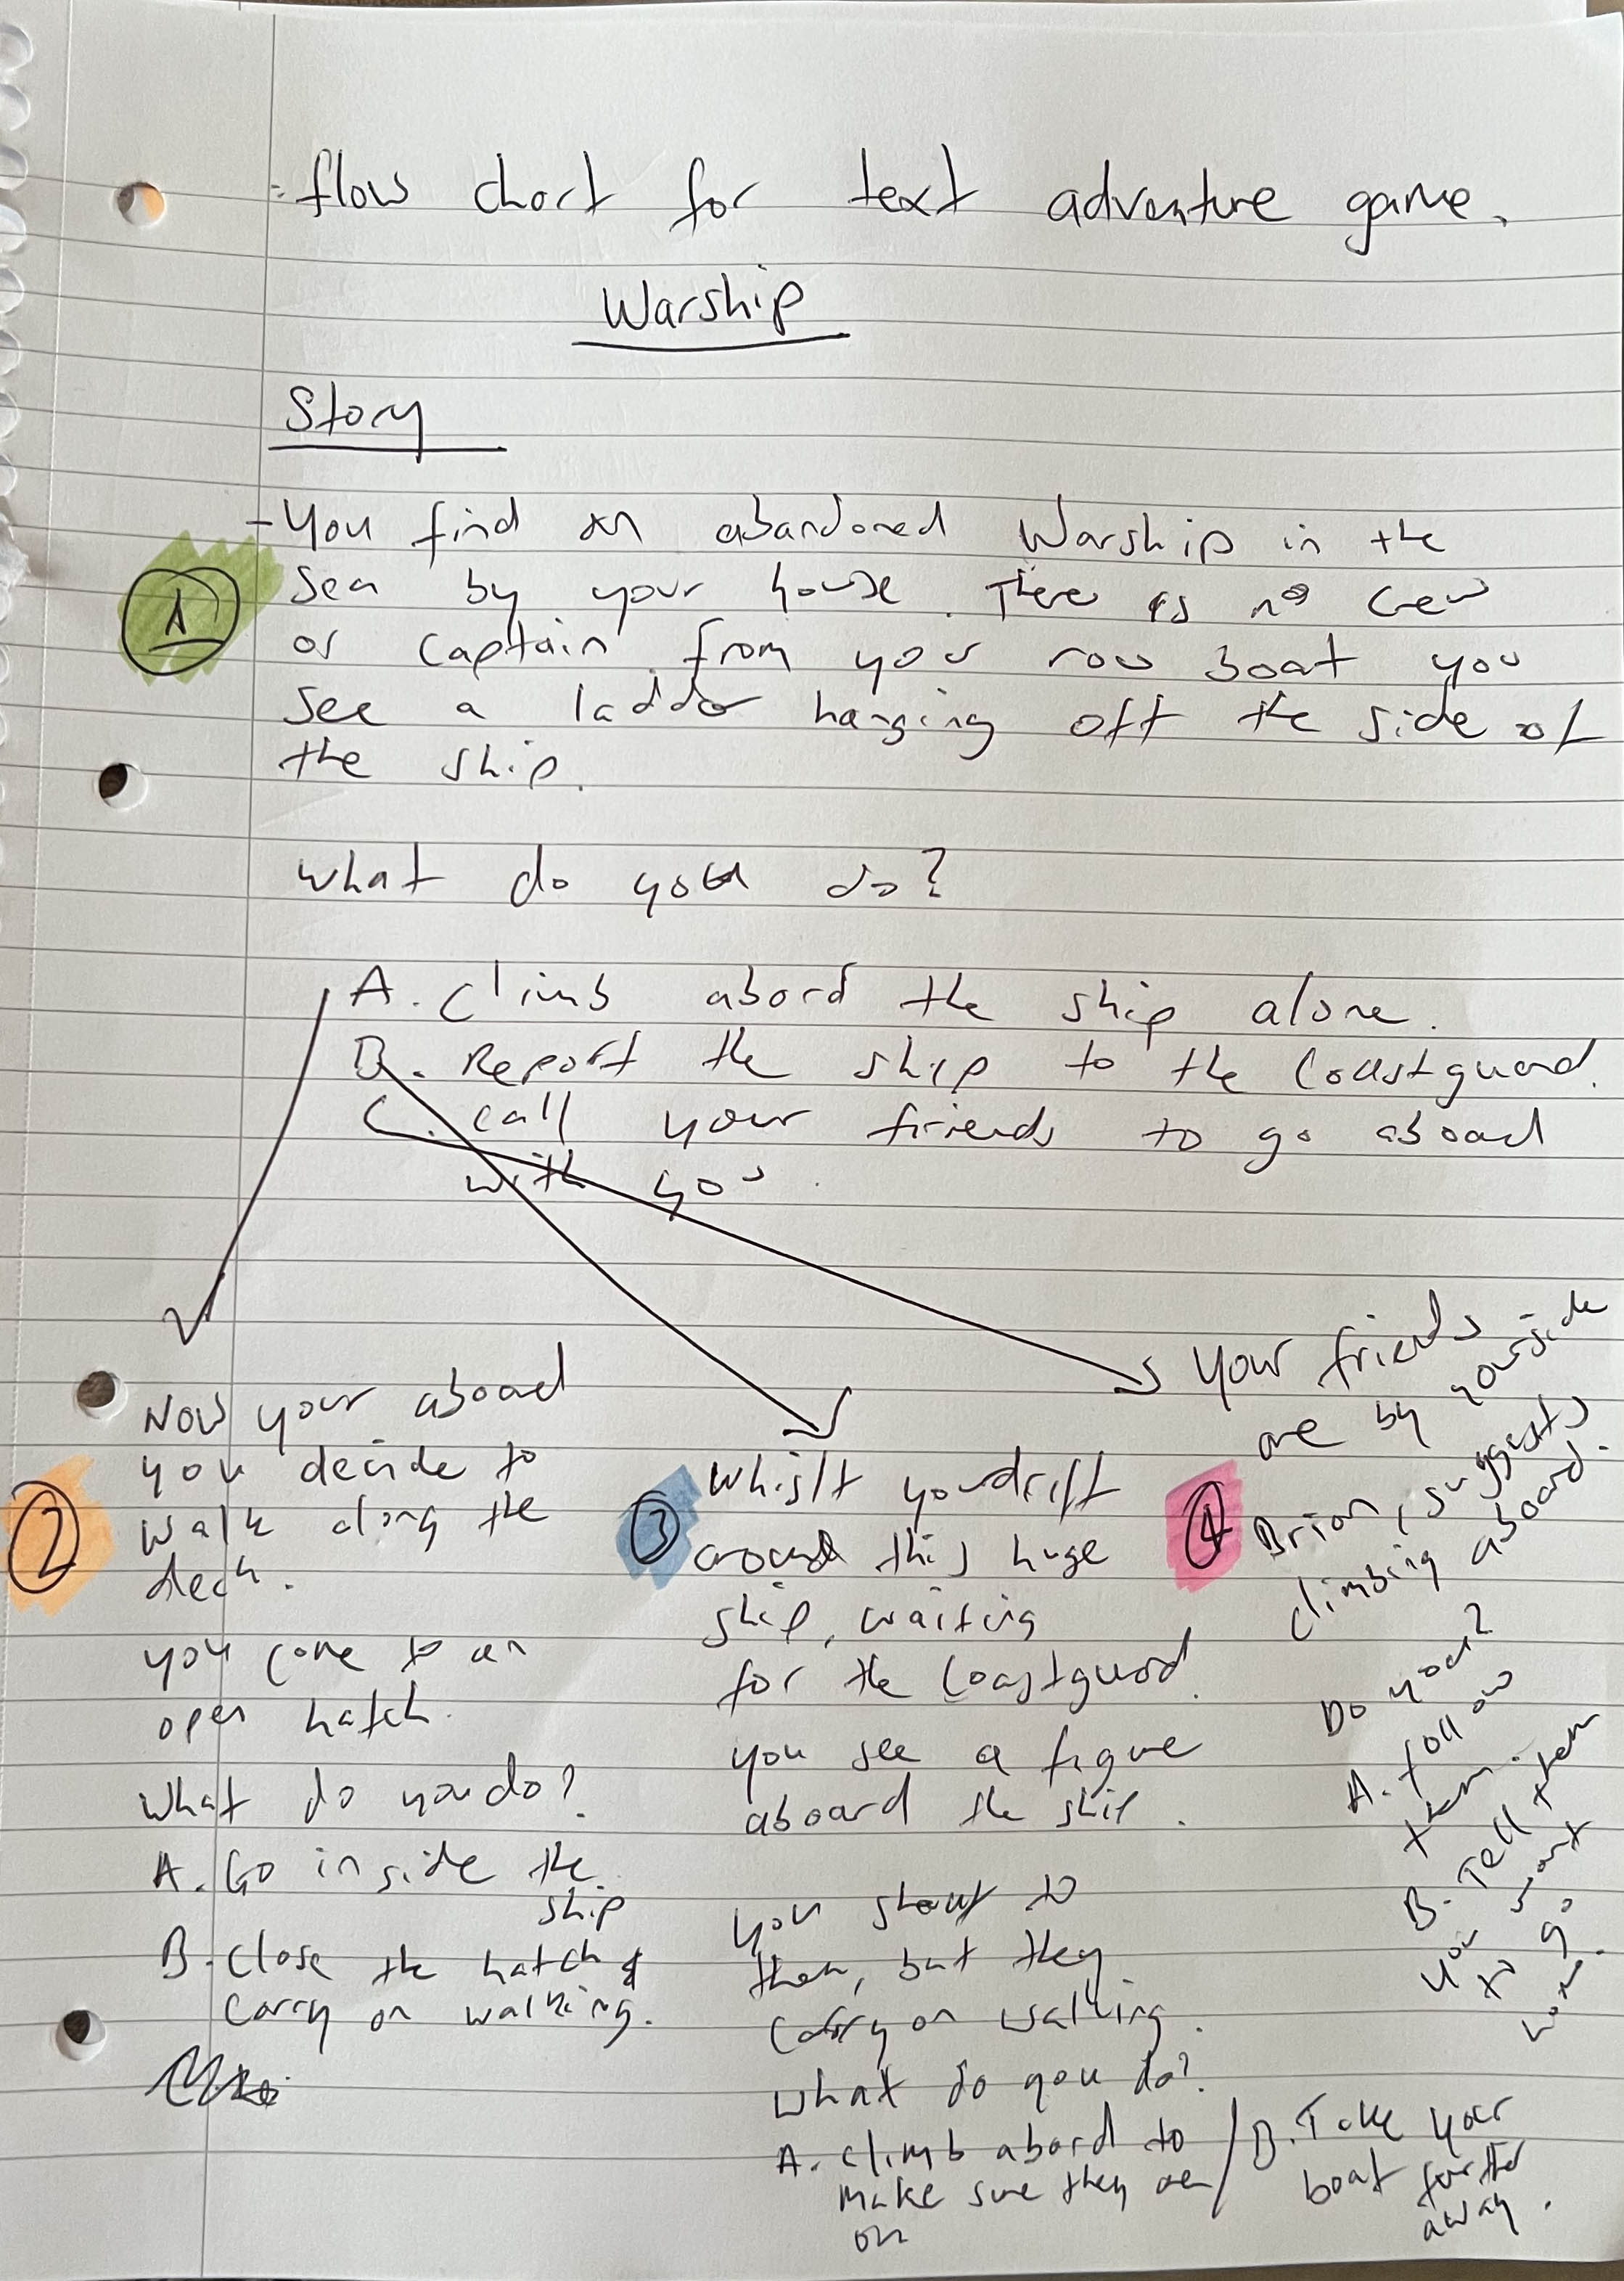 flow chart for text adventure game.
Warship
Story
- You find an abandoned Warship in the
1
sea by your house. There is no crew
or captain. from your row boat you
see a ladder hanging off the side of
the ship.
what do you do?
A. Climb abord the ship alone.
B. Report the ship to the Coastguard.
C. call your friends to go aboard
with you.
Now your aboad
you decide to
2
walk along the
deck.
you come to an
open hatch.
what do you do?
A. Go inside the
ship
B. Close the hatch &
carry on walking.
3
Whislt you drift
around this huge
ship, waiting
for the Coastguard.
you see a figure
aboard the ship.
you shout to
them, but they
carry on walking.
what do you do?
A. climb abord to
make sure they are
on
/ B. Take your
boat further
away.
Your friends
are by yourside
4
Brian, suggests
climbing aboard.
Do you?
A. follow
them.
B. Tell them
you want
to go
home.